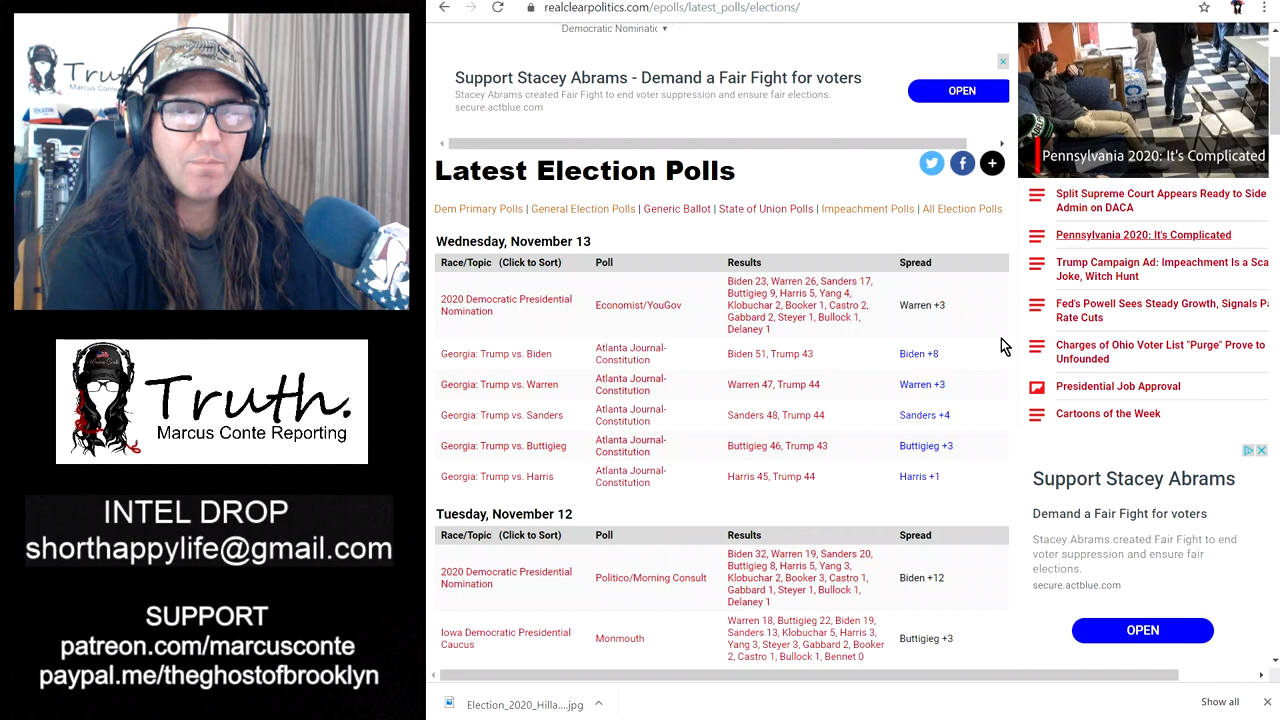 Truth.
Marcus Conte
Truth.
Marcus Conte Reporting
INTEL DROP
shorthappylife@gmail.com
SUPPORT
patreon.com/marcusconte
paypal.me/theghostofbrooklyn
realclearpolitics.com/epolls/latest_polls/elections/
Democratic Nominatic
Support Stacey Abrams - Demand a Fair Fight for voters
Stacey Abrams created Fair Fight to end voter suppression and ensure fair elections.
secure.actblue.com
OPEN
Latest Election Polls
Dem Primary Polls | General Election Polls | Generic Ballot | State of Union Polls | Impeachment Polls | All Election Polls
Wednesday, November 13
Race/Topic (Click to Sort) Poll Results Spread
2020 Democratic Presidential
Nomination
Economist/YouGov
Biden 23, Warren 26, Sanders 17,
Buttigieg 9, Harris 5, Yang 4,
Klobuchar 2, Booker 1, Castro 2,
Gabbard 2, Steyer 1, Bullock 1,
Delaney 1
Warren +3
Georgia: Trump vs. Biden
Atlanta Journal-
Constitution
Biden 51, Trump 43
Biden +8
Georgia: Trump vs. Warren
Atlanta Journal-
Constitution
Warren 47, Trump 44
Warren +3
Georgia: Trump vs. Sanders
Atlanta Journal-
Constitution
Sanders 48, Trump 44
Sanders +4
Georgia: Trump vs. Buttigieg
Atlanta Journal-
Constitution
Buttigieg 46, Trump 43
Buttigieg +3
Georgia: Trump vs. Harris
Atlanta Journal-
Constitution
Harris 45, Trump 44
Harris +1
Tuesday, November 12
Race/Topic (Click to Sort) Poll Results Spread
2020 Democratic Presidential
Nomination
Politico/Morning Consult
Biden 32, Warren 19, Sanders 20,
Buttigieg 8, Harris 5, Yang 3,
Klobuchar 2, Booker 3, Castro 1,
Gabbard 1, Steyer 1, Bullock 1,
Delaney 1
Biden +12
Iowa Democratic Presidential
Caucus
Monmouth
Warren 18, Buttigieg 22, Biden 19,
Sanders 13, Klobuchar 5, Harris 3,
Yang 3, Steyer 3, Gabbard 2, Booker
2, Castro 1, Bullock 1, Bennet 0
Buttigieg +3
Pennsylvania 2020: It's Complicated
Split Supreme Court Appears Ready to Side
Admin on DACA
Pennsylvania 2020: It's Complicated
Trump Campaign Ad: Impeachment Is a Sca
Joke, Witch Hunt
Fed's Powell Sees Steady Growth, Signals Pa
Rate Cuts
Charges of Ohio Voter List "Purge" Prove to
Unfounded
Presidential Job Approval
Cartoons of the Week
Support Stacey Abrams
Demand a Fair Fight for voters
Stacey Abrams created Fair Fight to end
voter suppression and ensure fair
elections.
secure.actblue.com
OPEN
Election_2020_Hilla....jpg
Show all